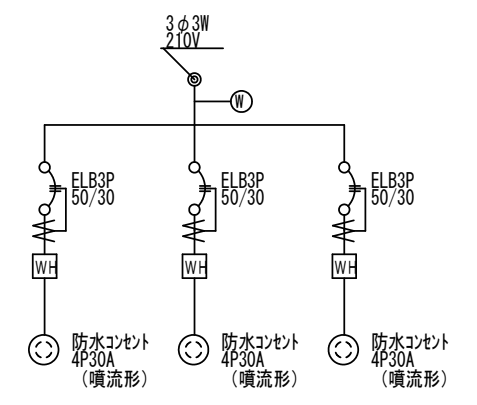 3φ3W
210V
W
ELB3P
50/30
ELB3P
50/30
ELB3P
50/30
WH
WH
WH
防水コンセント
4P30A
(噴流形)
防水コンセント
4P30A
(噴流形)
防水コンセント
4P30A
(噴流形)